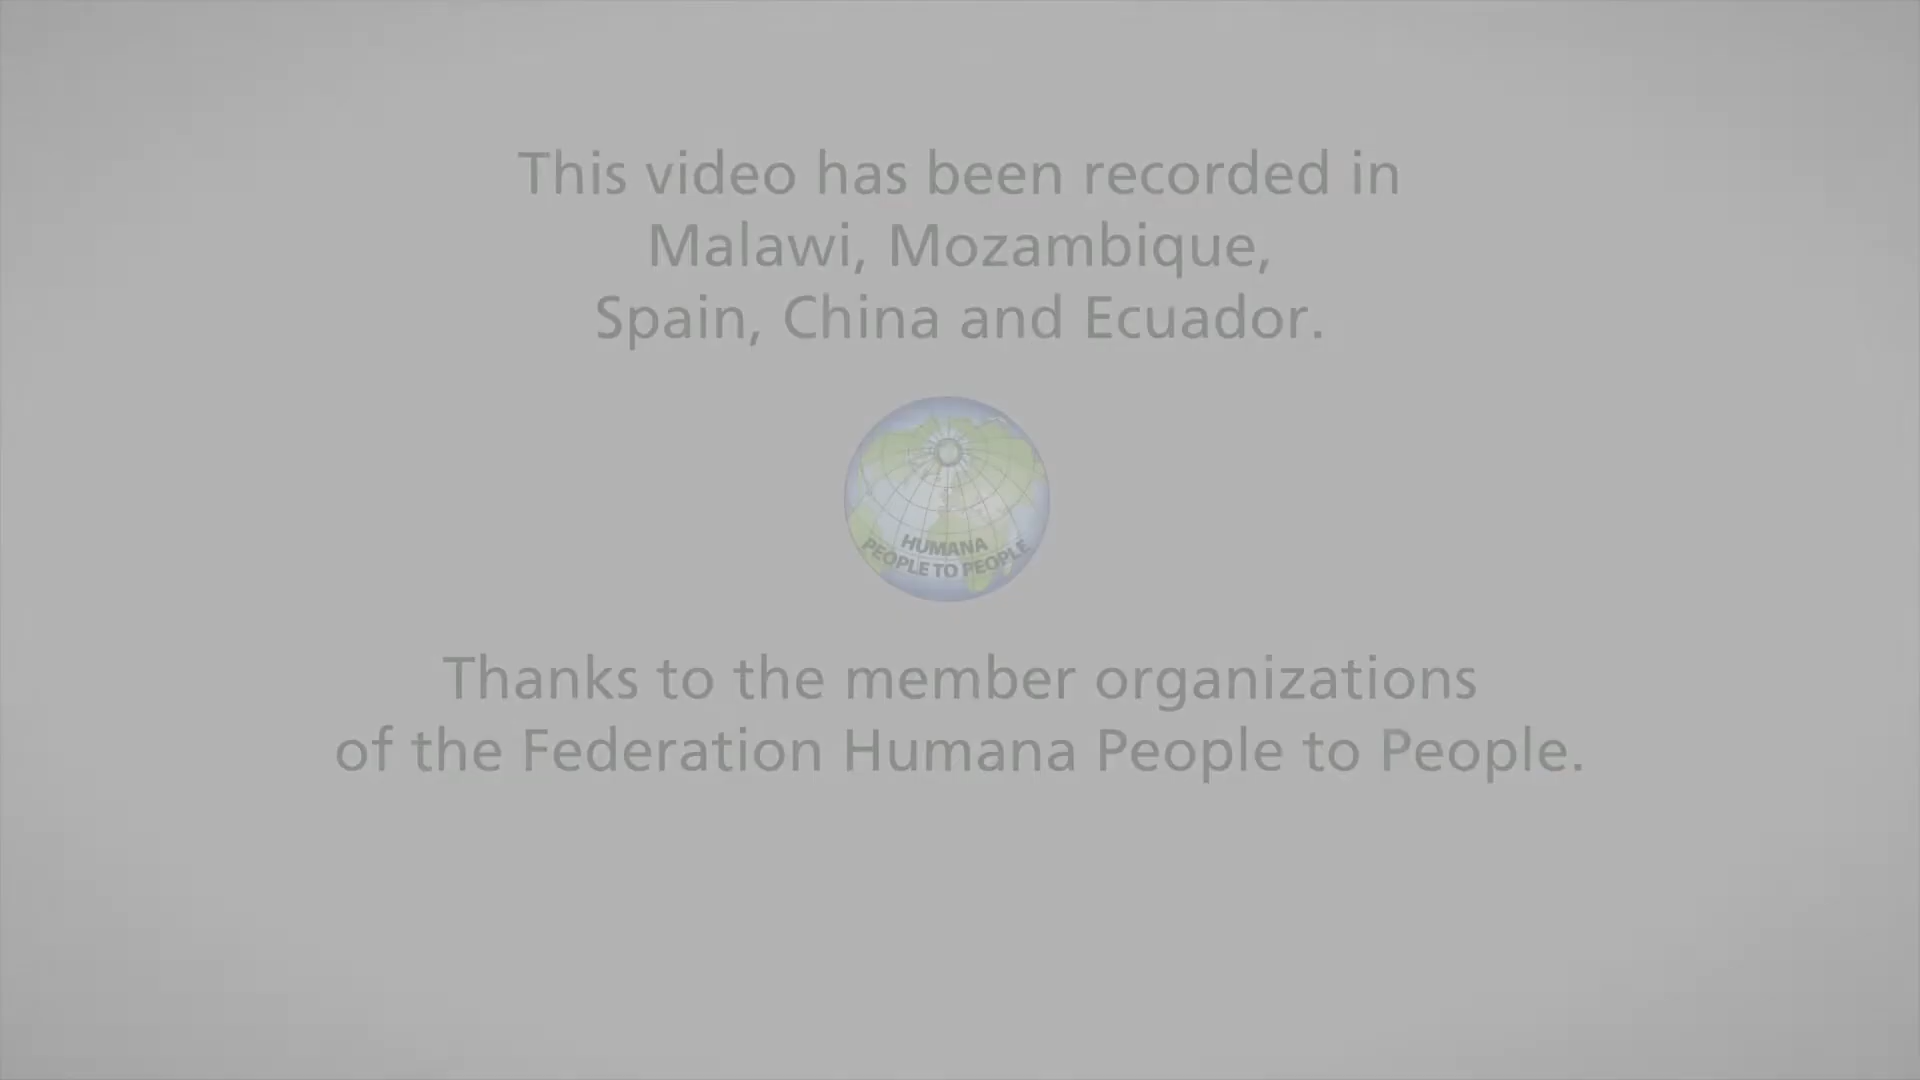 This video has been recorded in
Malawi, Mozambique,
Spain, China and Ecuador.
HUMANA
PEOPLE TO PEOPLE
Thanks to the member organizations
of the Federation Humana People to People.